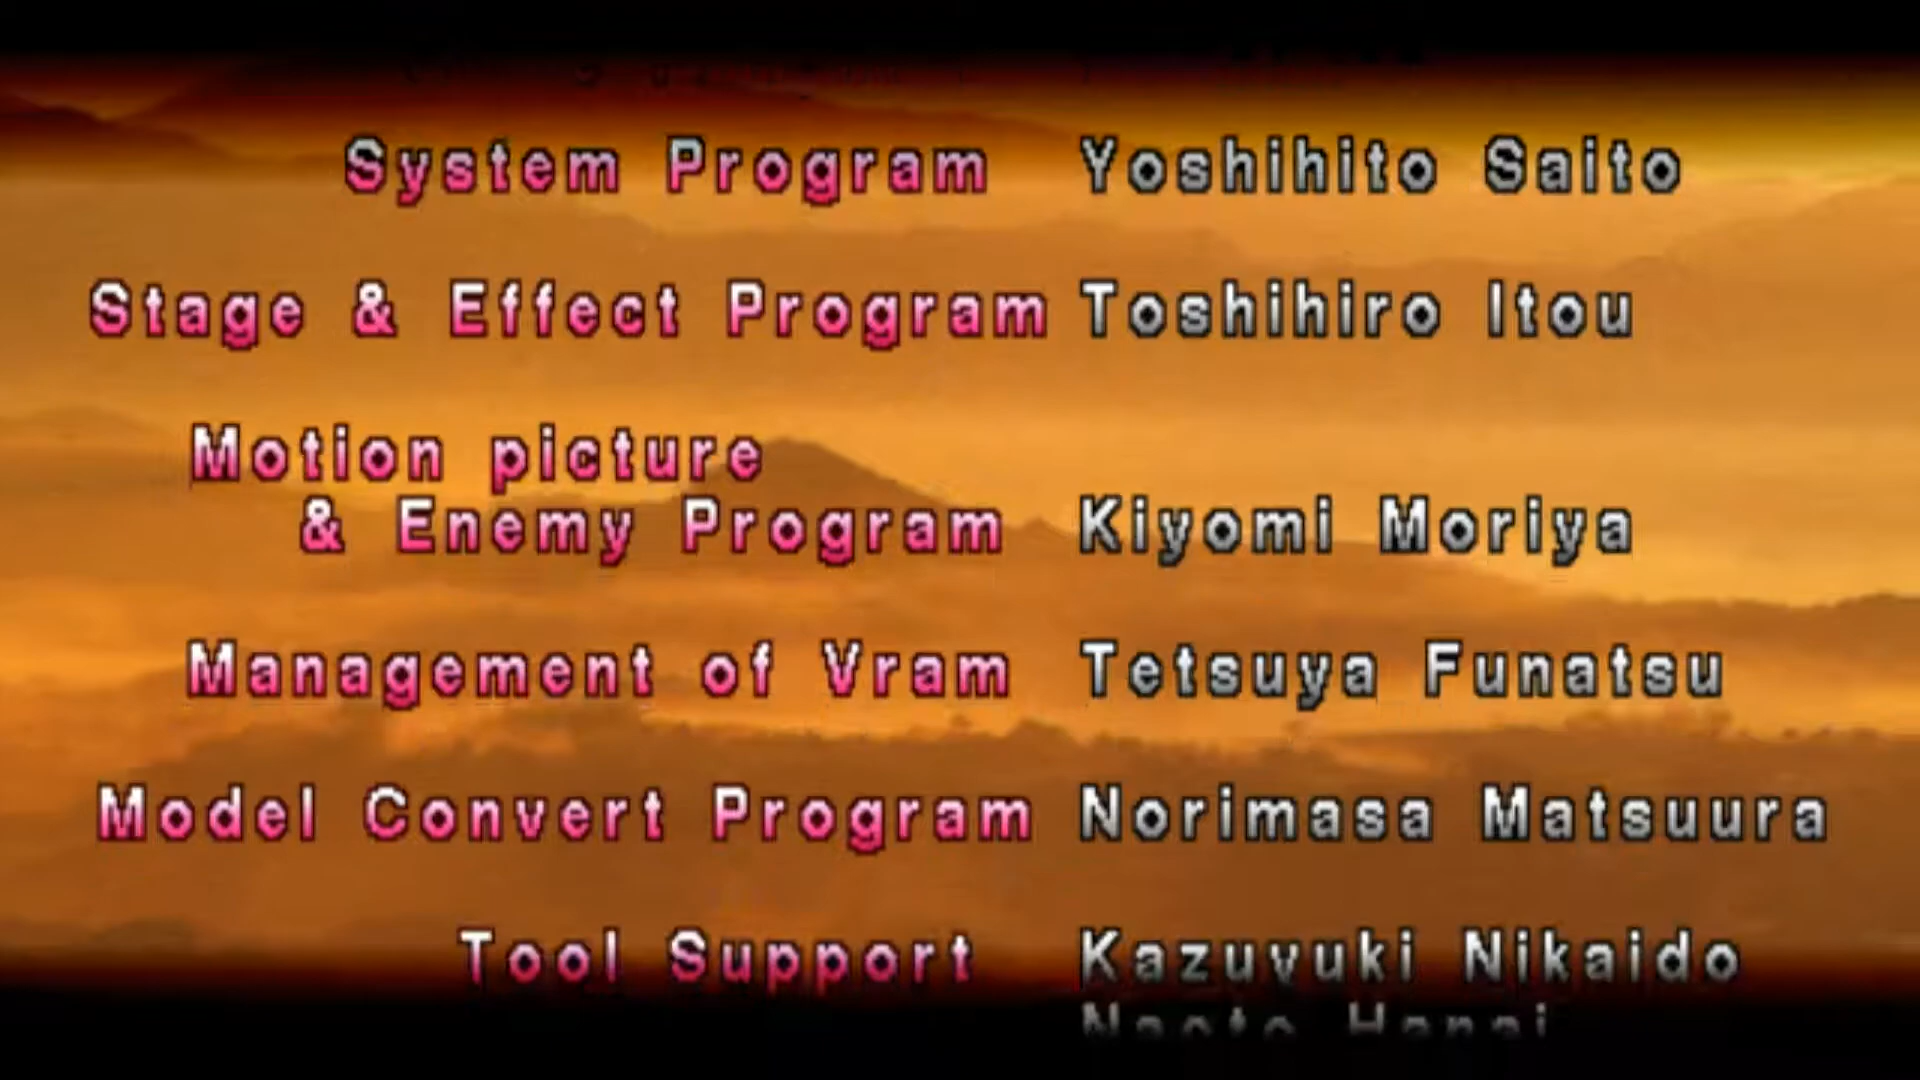 System Program Yoshihito Saito
Stage & Effect Program Toshihiro Itou
Motion picture
& Enemy Program Kiyomi Moriya
Management of Vram Tetsuya Funatsu
Model Convert Program Norimasa Matsuura
Tool Support Kazuyuki Nikaido
Naoto